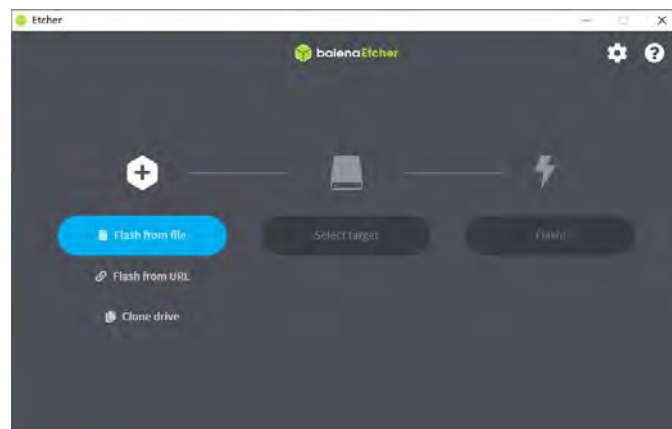 Etcher
balenaEtcher
Flash from file
Select target
Flash!
Flash from URL
Clone drive